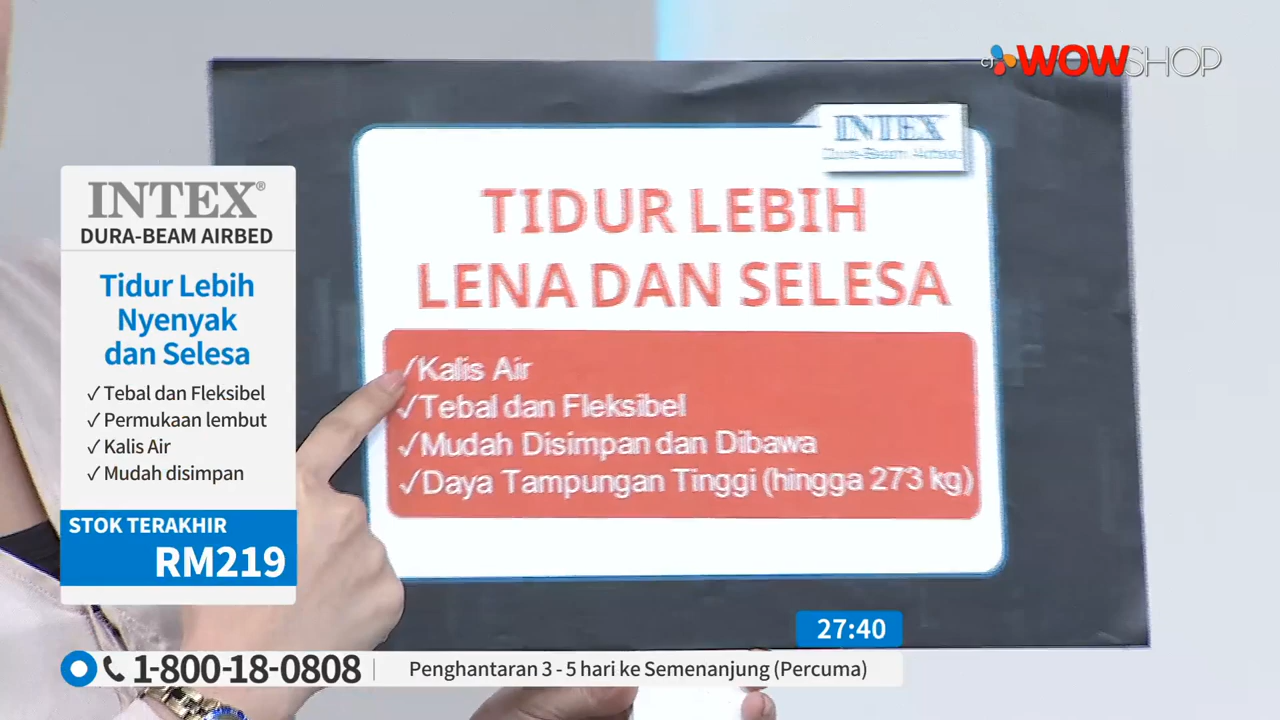 CJ WOWSHOP
INTEX
Dura-Beam Airbed
TIDUR LEBIH
LENA DAN SELESA
✓Kalis Air
✓Tebal dan Fleksibel
✓Mudah Disimpan dan Dibawa
✓Daya Tampungan Tinggi (hingga 273 kg)
INTEX®
DURA-BEAM AIRBED
Tidur Lebih
Nyenyak
dan Selesa
✓ Tebal dan Fleksibel
✓ Permukaan lembut
✓ Kalis Air
✓ Mudah disimpan
STOK TERAKHIR
RM219
27:40
1-800-18-0808
Penghantaran 3 - 5 hari ke Semenanjung (Percuma)